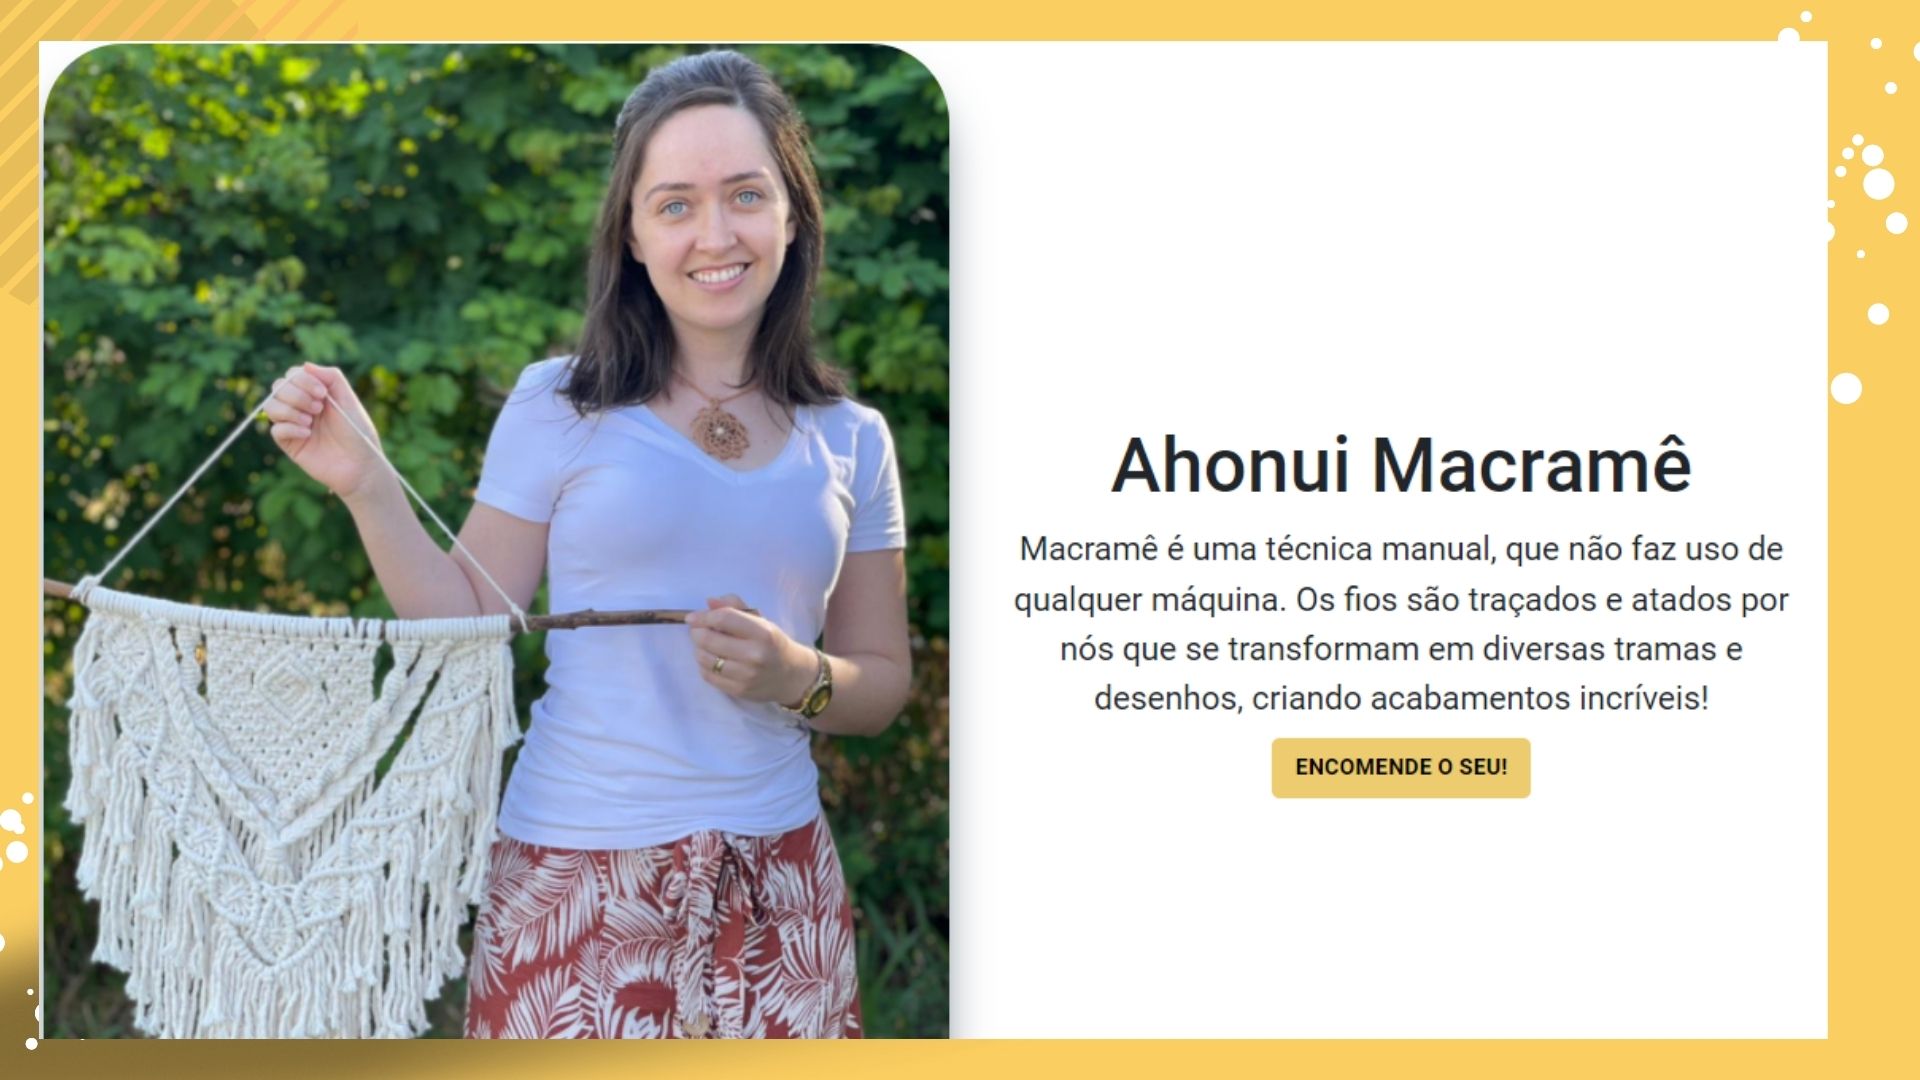 Ahonui Macramê
Macramê é uma técnica manual, que não faz uso de
qualquer máquina. Os fios são traçados e atados por
nós que se transformam em diversas tramas e
desenhos, criando acabamentos incríveis!
ENCOMENDE O SEU!